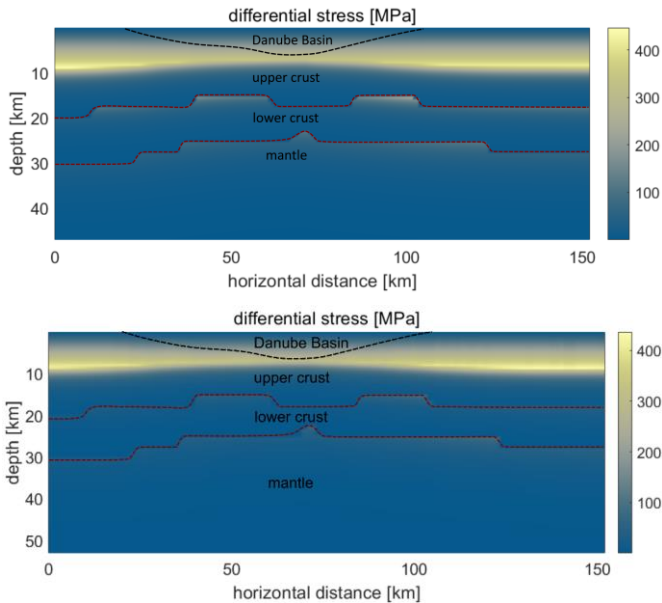 differential stress [MPa]
Danube Basin
upper crust
lower crust
mantle
depth [km]
10
20
30
40
0
50
100
150
horizontal distance [km]
400
300
200
100
differential stress [MPa]
Danube Basin
upper crust
lower crust
mantle
depth [km]
10
20
30
40
50
0
50
100
150
horizontal distance [km]
400
300
200
100